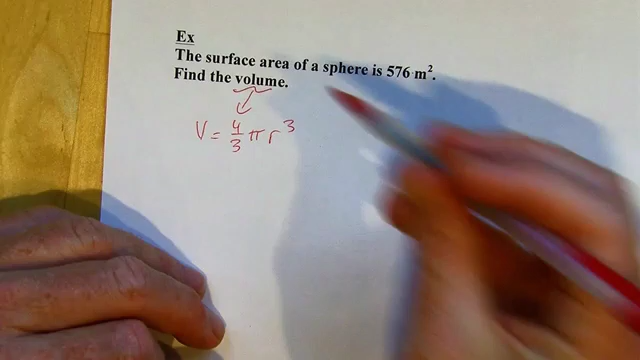 Ex
The surface area of a sphere is 576 m².
Find the volume.
V = 4/3 π r³